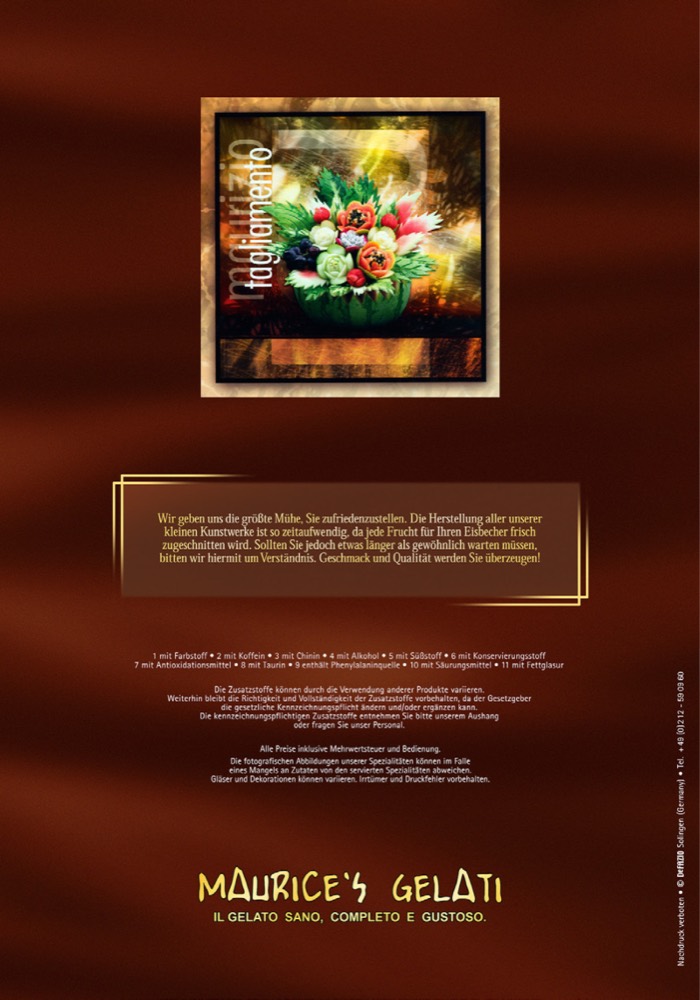 maurizio
tagliamento
Wir geben uns die größte Mühe, Sie zufriedenzustellen. Die Herstellung aller unserer
kleinen Kunstwerke ist so zeitaufwendig, da jede Frucht für Ihren Eisbecher frisch
zugeschnitten wird. Sollten Sie jedoch etwas länger als gewöhnlich warten müssen,
bitten wir hiermit um Verständnis. Geschmack und Qualität werden Sie überzeugen!
1 mit Farbstoff • 2 mit Koffein • 3 mit Chinin • 4 mit Alkohol • 5 mit Süßstoff • 6 mit Konservierungsstoff
7 mit Antioxidationsmittel • 8 mit Taurin • 9 enthält Phenylalaninquelle • 10 mit Säurungsmittel • 11 mit Fettglasur
Die Zusatzstoffe können durch die Verwendung anderer Produkte variieren.
Weiterhin bleibt die Richtigkeit und Vollständigkeit der Zusatzstoffe vorbehalten, da der Gesetzgeber
die gesetzliche Kennzeichnungspflicht ändern und/oder ergänzen kann.
Die kennzeichnungspflichtigen Zusatzstoffe entnehmen Sie bitte unserem Aushang
oder fragen Sie unser Personal.
Alle Preise inklusive Mehrwertsteuer und Bedienung.
Die fotografischen Abbildungen unserer Spezialitäten können im Falle
eines Mangels an Zutaten von den servierten Spezialitäten abweichen.
Gläser und Dekorationen können variieren. Irrtümer und Druckfehler vorbehalten.
MAURICE'S GELATI
IL GELATO SANO, COMPLETO E GUSTOSO.
Nachdruck verboten • © DeFAZIO Solingen (Germany) • Tel. +49 (0)212 - 59 09 60